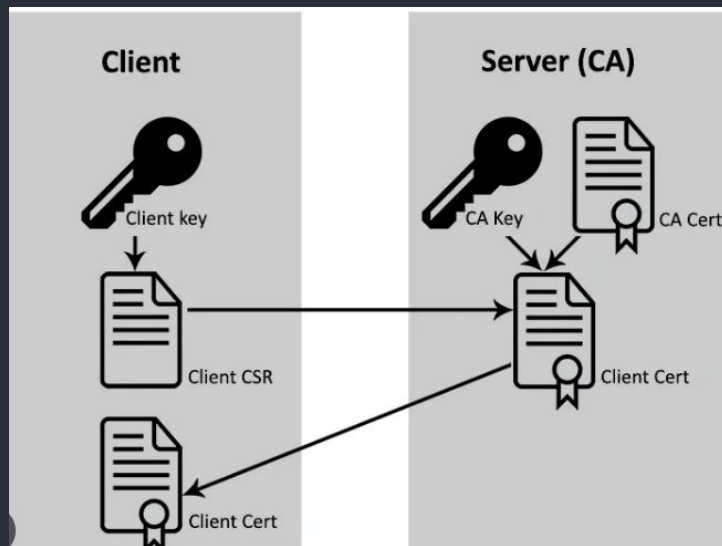 Client
Server (CA)
Client key
CA Key
CA Cert
Client CSR
Client Cert
Client Cert